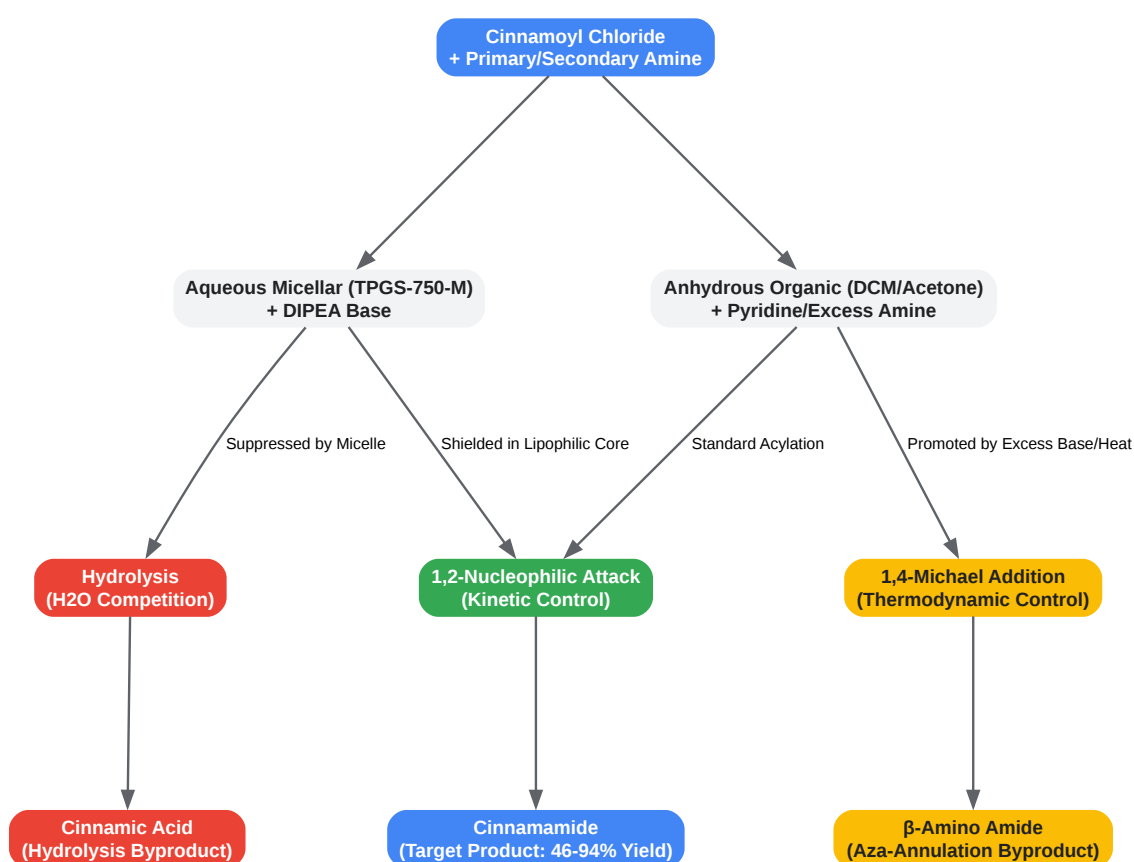 Cinnamoyl Chloride
+ Primary/Secondary Amine
Aqueous Micellar (TPGS-750-M)
+ DIPEA Base
Anhydrous Organic (DCM/Acetone)
+ Pyridine/Excess Amine
Suppressed by Micelle
Shielded in Lipophilic Core
Standard Acylation
Promoted by Excess Base/Heat
Hydrolysis
(H2O Competition)
1,2-Nucleophilic Attack
(Kinetic Control)
1,4-Michael Addition
(Thermodynamic Control)
Cinnamic Acid
(Hydrolysis Byproduct)
Cinnamamide
(Target Product: 46-94% Yield)
β-Amino Amide
(Aza-Annulation Byproduct)